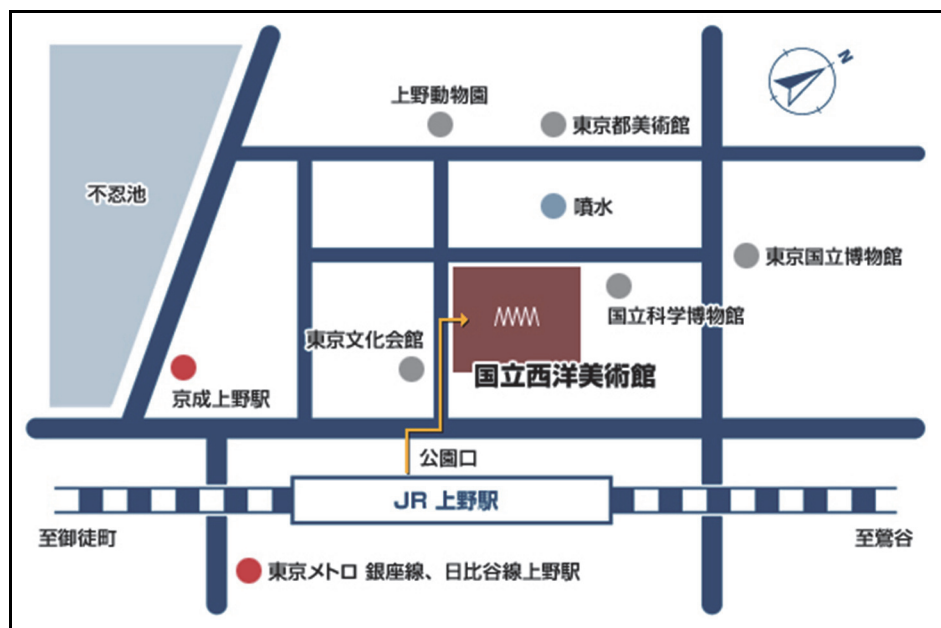 N
上野動物園
東京都美術館
不忍池
噴水
東京国立博物館
国立科学博物館
東京文化会館
国立西洋美術館
京成上野駅
公園口
JR 上野駅
至御徒町
至鶯谷
東京メトロ 銀座線、日比谷線上野駅